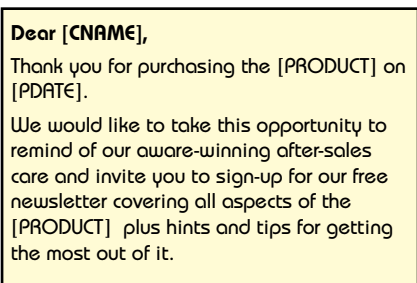 Dear [CNAME],
Thank you for purchasing the [PRODUCT] on
[PDATE].
We would like to take this opportunity to
remind of our aware-winning after-sales
care and invite you to sign-up for our free
newsletter covering all aspects of the
[PRODUCT] plus hints and tips for getting
the most out of it.